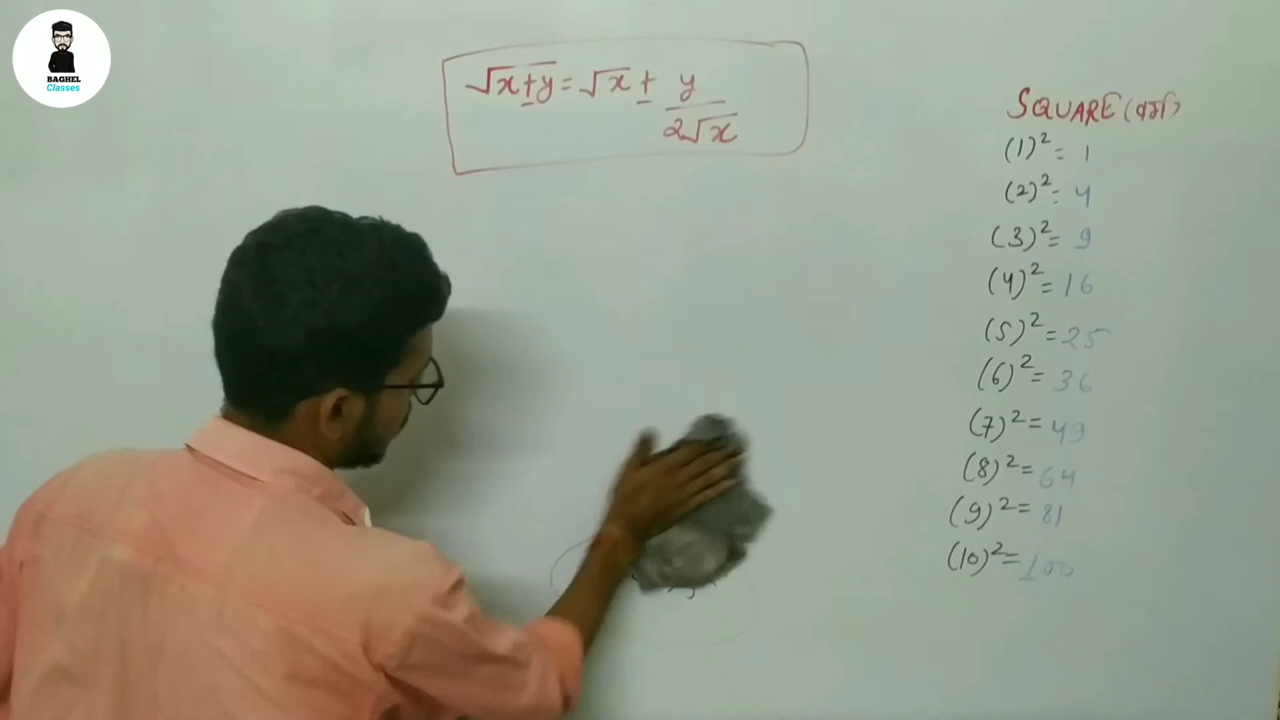 BAGHEL
Classes
√x±y = √x ± y/2√x
SQUARE (वर्ग)
(1)² = 1
(2)² = 4
(3)² = 9
(4)² = 16
(5)² = 25
(6)² = 36
(7)² = 49
(8)² = 64
(9)² = 81
(10)² = 100